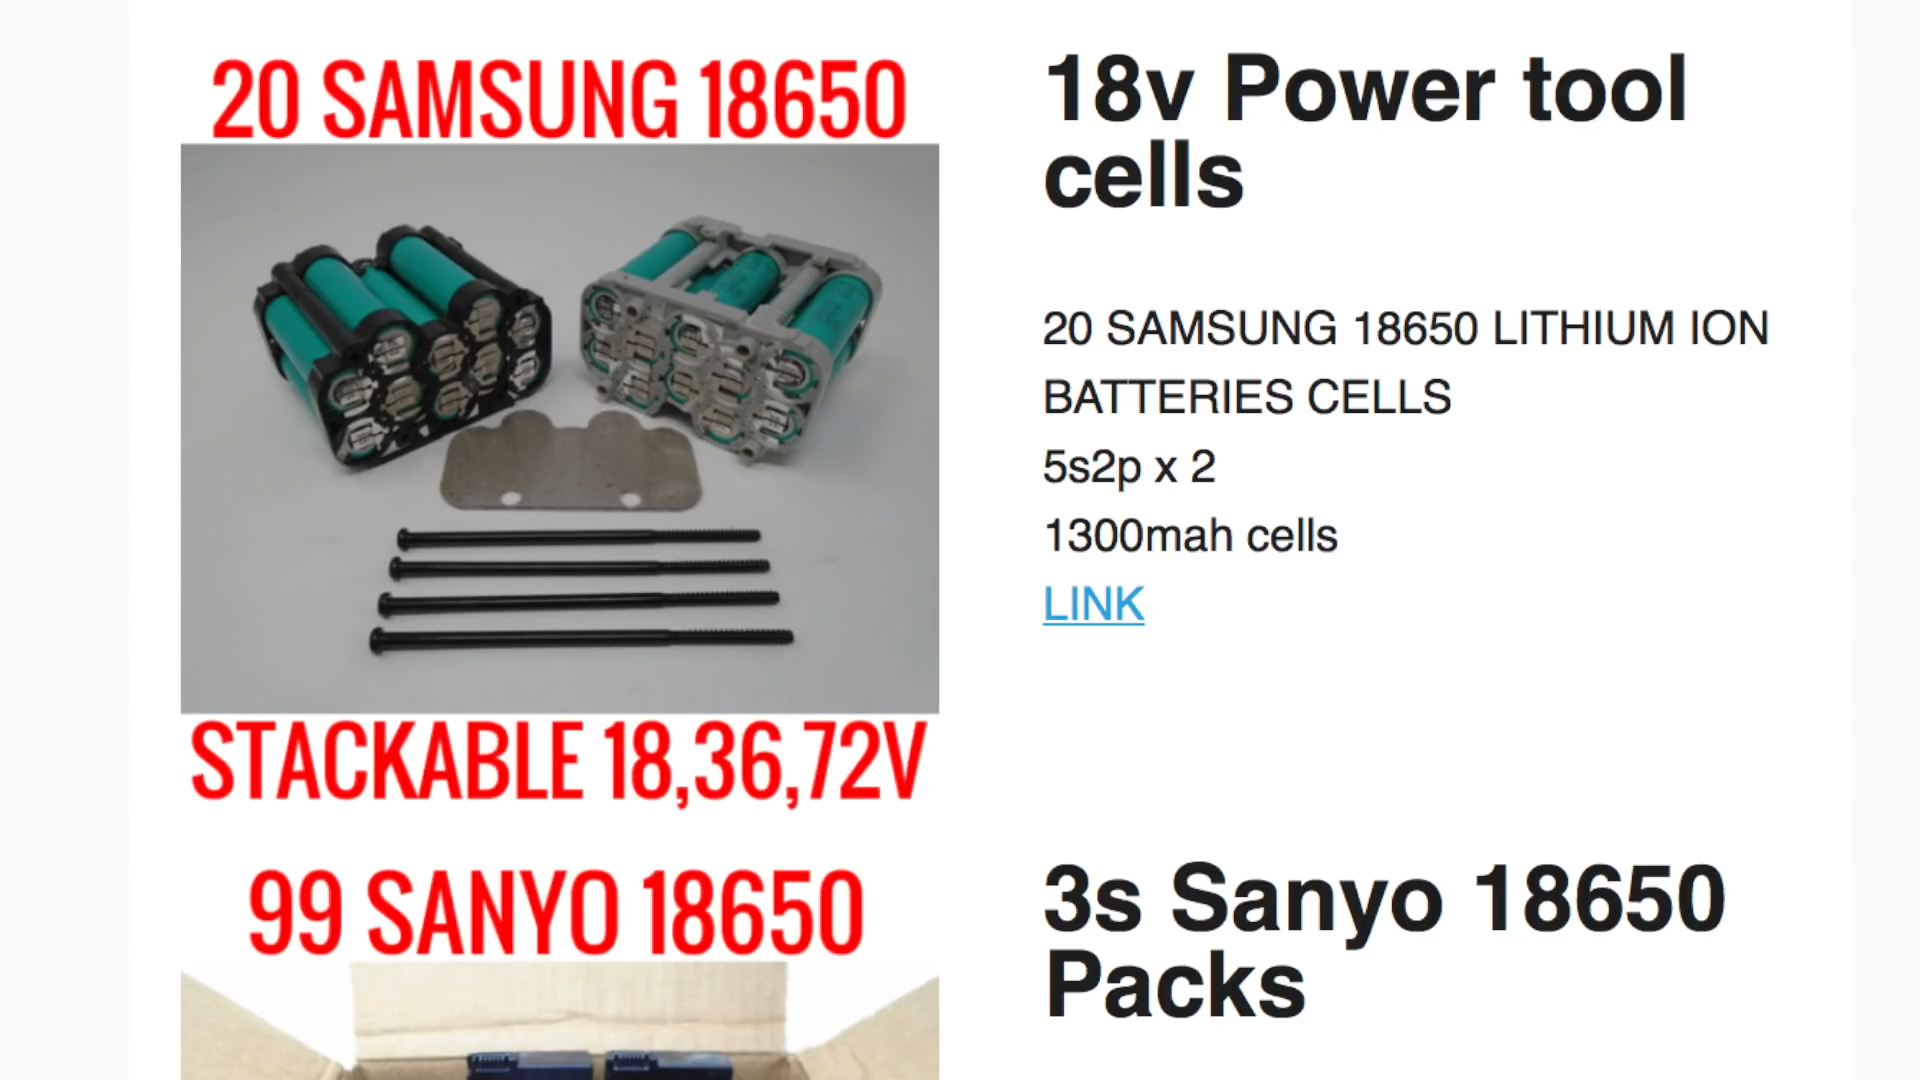 20 SAMSUNG 18650
STACKABLE 18,36,72V
18v Power tool
cells
20 SAMSUNG 18650 LITHIUM ION
BATTERIES CELLS
5s2p x 2
1300mah cells
LINK
99 SANYO 18650
3s Sanyo 18650
Packs